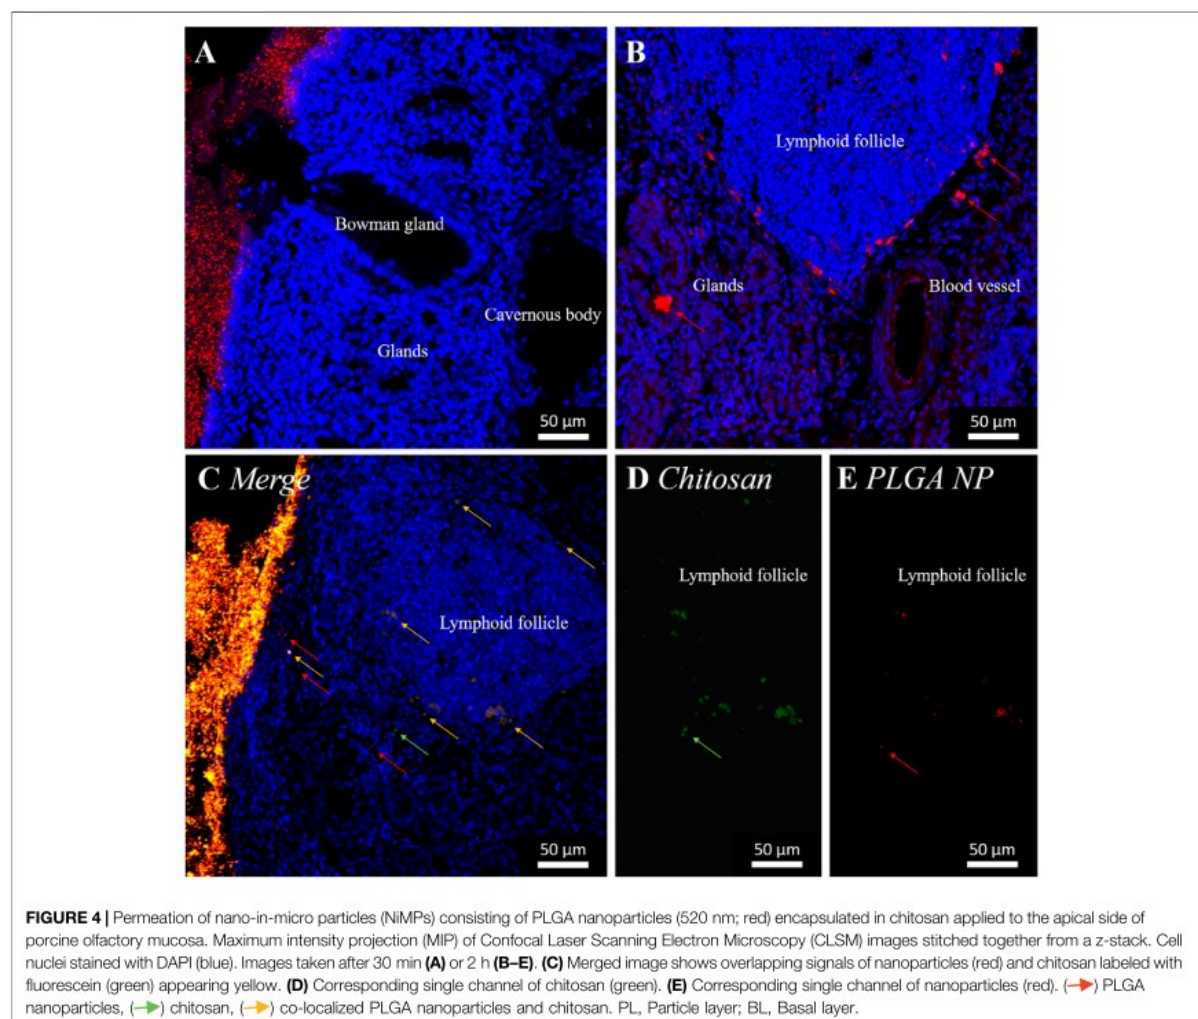 A
Bowman gland
Cavernous body
Glands
50 μm
B
Lymphoid follicle
Glands
Blood vessel
50 μm
C Merge
Lymphoid follicle
50 μm
D Chitosan
Lymphoid follicle
50 μm
E PLGA NP
Lymphoid follicle
50 μm
FIGURE 4 | Permeation of nano-in-micro particles (NiMPs) consisting of PLGA nanoparticles (520 nm; red) encapsulated in chitosan applied to the apical side of
porcine olfactory mucosa. Maximum intensity projection (MIP) of Confocal Laser Scanning Electron Microscopy (CLSM) images stitched together from a z-stack. Cell
nuclei stained with DAPI (blue). Images taken after 30 min (A) or 2 h (B–E). (C) Merged image shows overlapping signals of nanoparticles (red) and chitosan labeled with
fluorescein (green) appearing yellow. (D) Corresponding single channel of chitosan (green). (E) Corresponding single channel of nanoparticles (red). (→) PLGA
nanoparticles, (→) chitosan, (→) co-localized PLGA nanoparticles and chitosan. PL, Particle layer; BL, Basal layer.